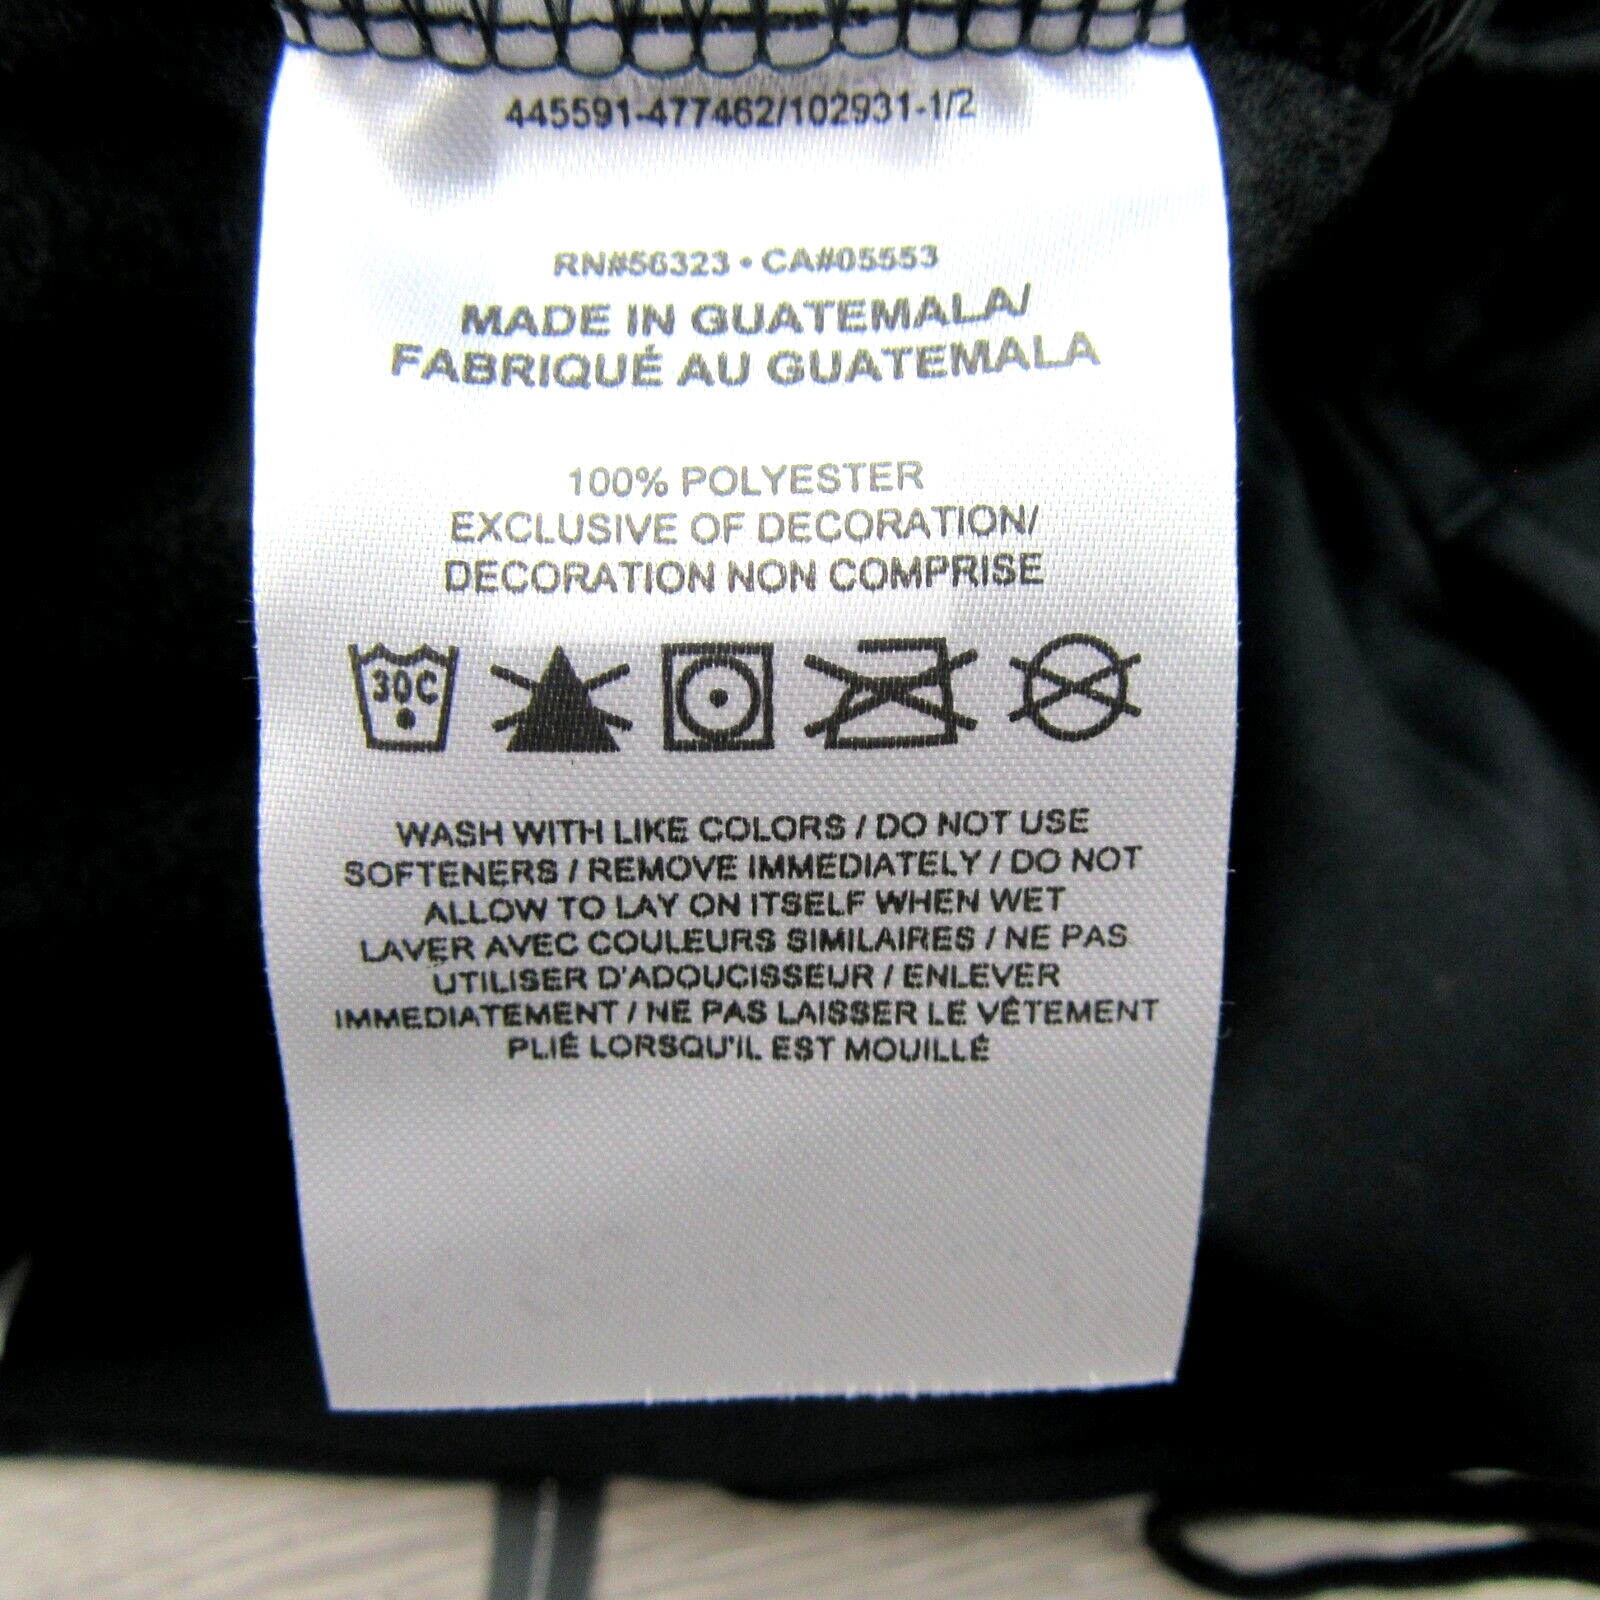 445591-477462/102931-1/2
RN#56323 • CA#05553
MADE IN GUATEMALA/
FABRIQUÉ AU GUATEMALA
100% POLYESTER
EXCLUSIVE OF DECORATION/
DECORATION NON COMPRISE
30C
WASH WITH LIKE COLORS / DO NOT USE
SOFTENERS / REMOVE IMMEDIATELY / DO NOT
ALLOW TO LAY ON ITSELF WHEN WET
LAVER AVEC COULEURS SIMILAIRES / NE PAS
UTILISER D'ADOUCISSEUR / ENLEVER
IMMEDIATEMENT / NE PAS LAISSER LE VÊTEMENT
PLIÉ LORSQU'IL EST MOUILLÉ